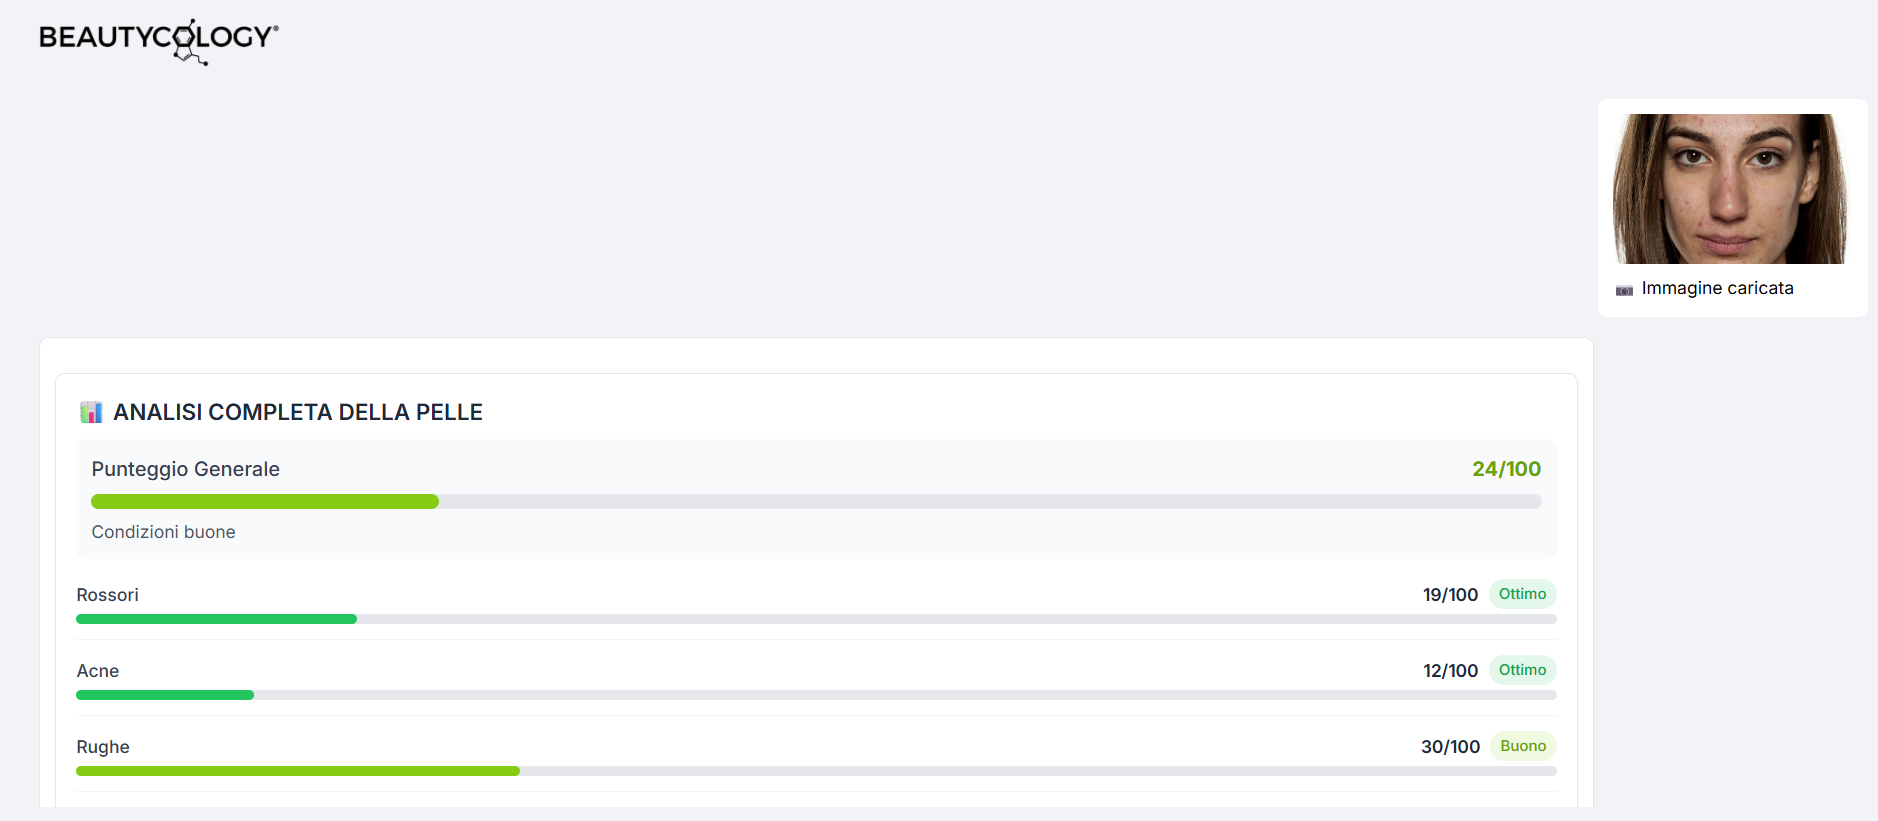 BEAUTYCOLOGY®
Immagine caricata
ANALISI COMPLETA DELLA PELLE
Punteggio Generale 24/100
Condizioni buone
Rossori 19/100 Ottimo
Acne 12/100 Ottimo
Rughe 30/100 Buono